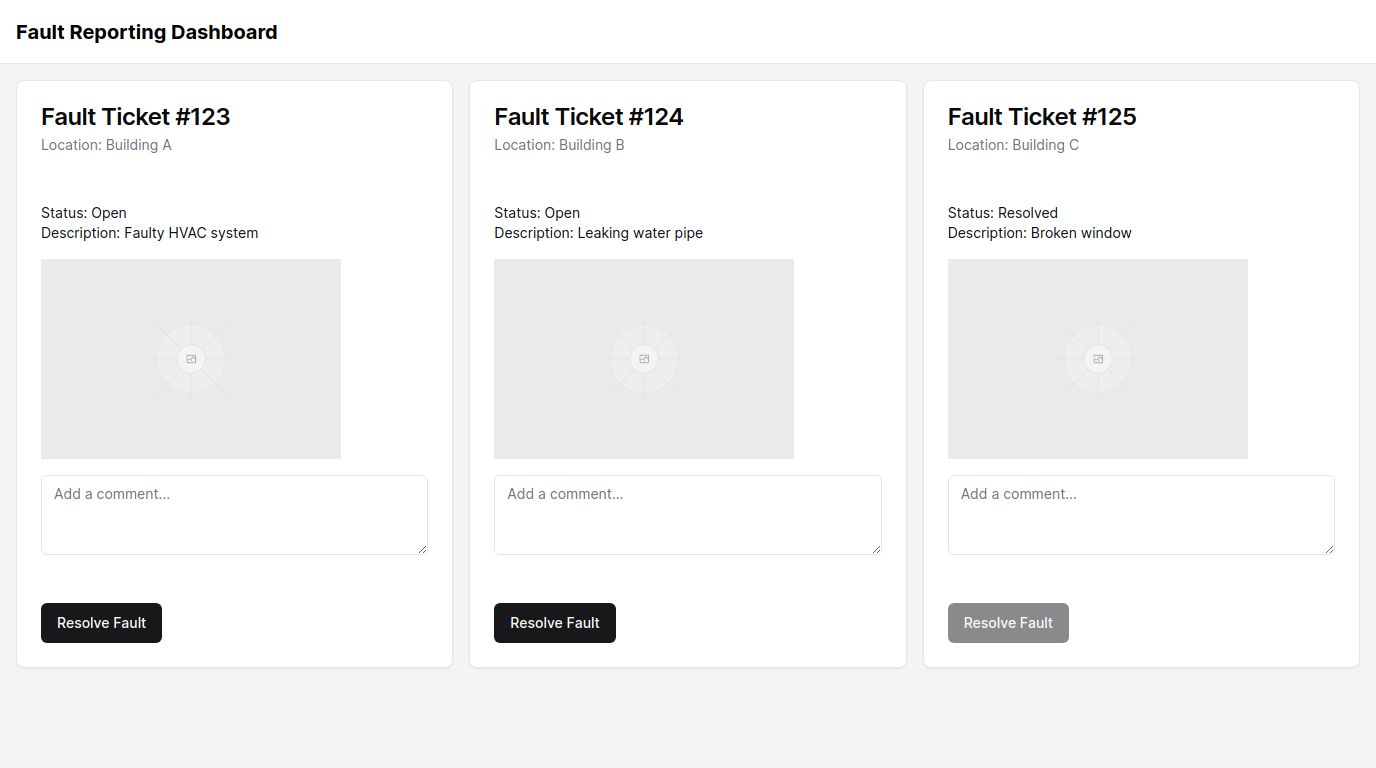 Fault Reporting Dashboard
Fault Ticket #123
Location: Building A
Status: Open
Description: Faulty HVAC system
Add a comment...
Resolve Fault
Fault Ticket #124
Location: Building B
Status: Open
Description: Leaking water pipe
Add a comment...
Resolve Fault
Fault Ticket #125
Location: Building C
Status: Resolved
Description: Broken window
Add a comment...
Resolve Fault